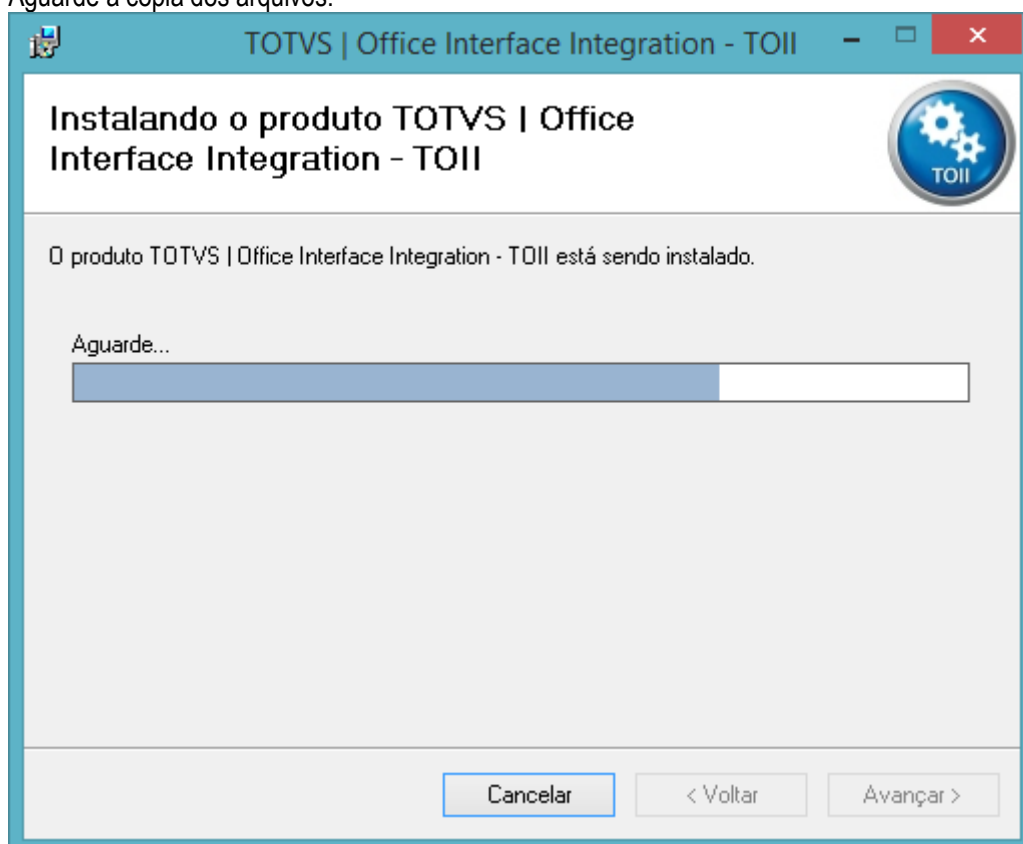 Aguarde a cópia dos arquivos.
TOTVS | Office Interface Integration - TOII
Instalando o produto TOTVS | Office
Interface Integration - TOII
TOII
O produto TOTVS | Office Interface Integration - TOII está sendo instalado.
Aguarde...
Cancelar
< Voltar
Avançar >